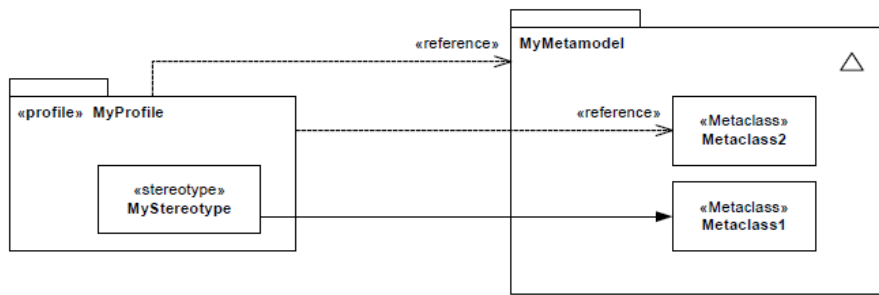 «reference»
MyMetamodel
«profile» MyProfile
«reference»
«Metaclass»
Metaclass2
«stereotype»
MyStereotype
«Metaclass»
Metaclass1